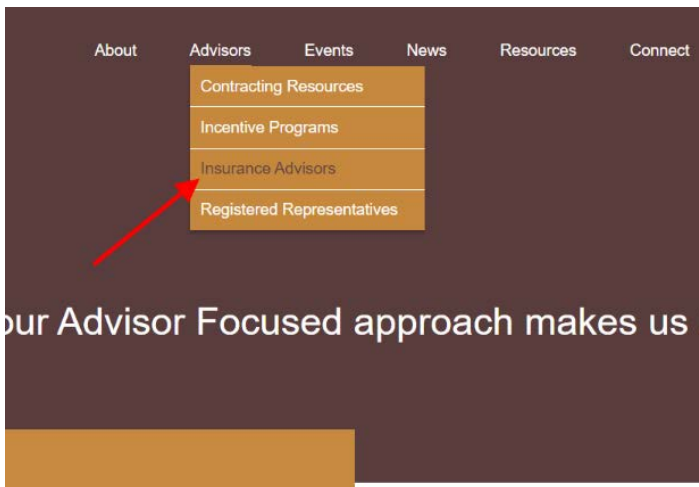 About Advisors Events News Resources Connect
Contracting Resources
Incentive Programs
Insurance Advisors
Registered Representatives
our Advisor Focused approach makes us